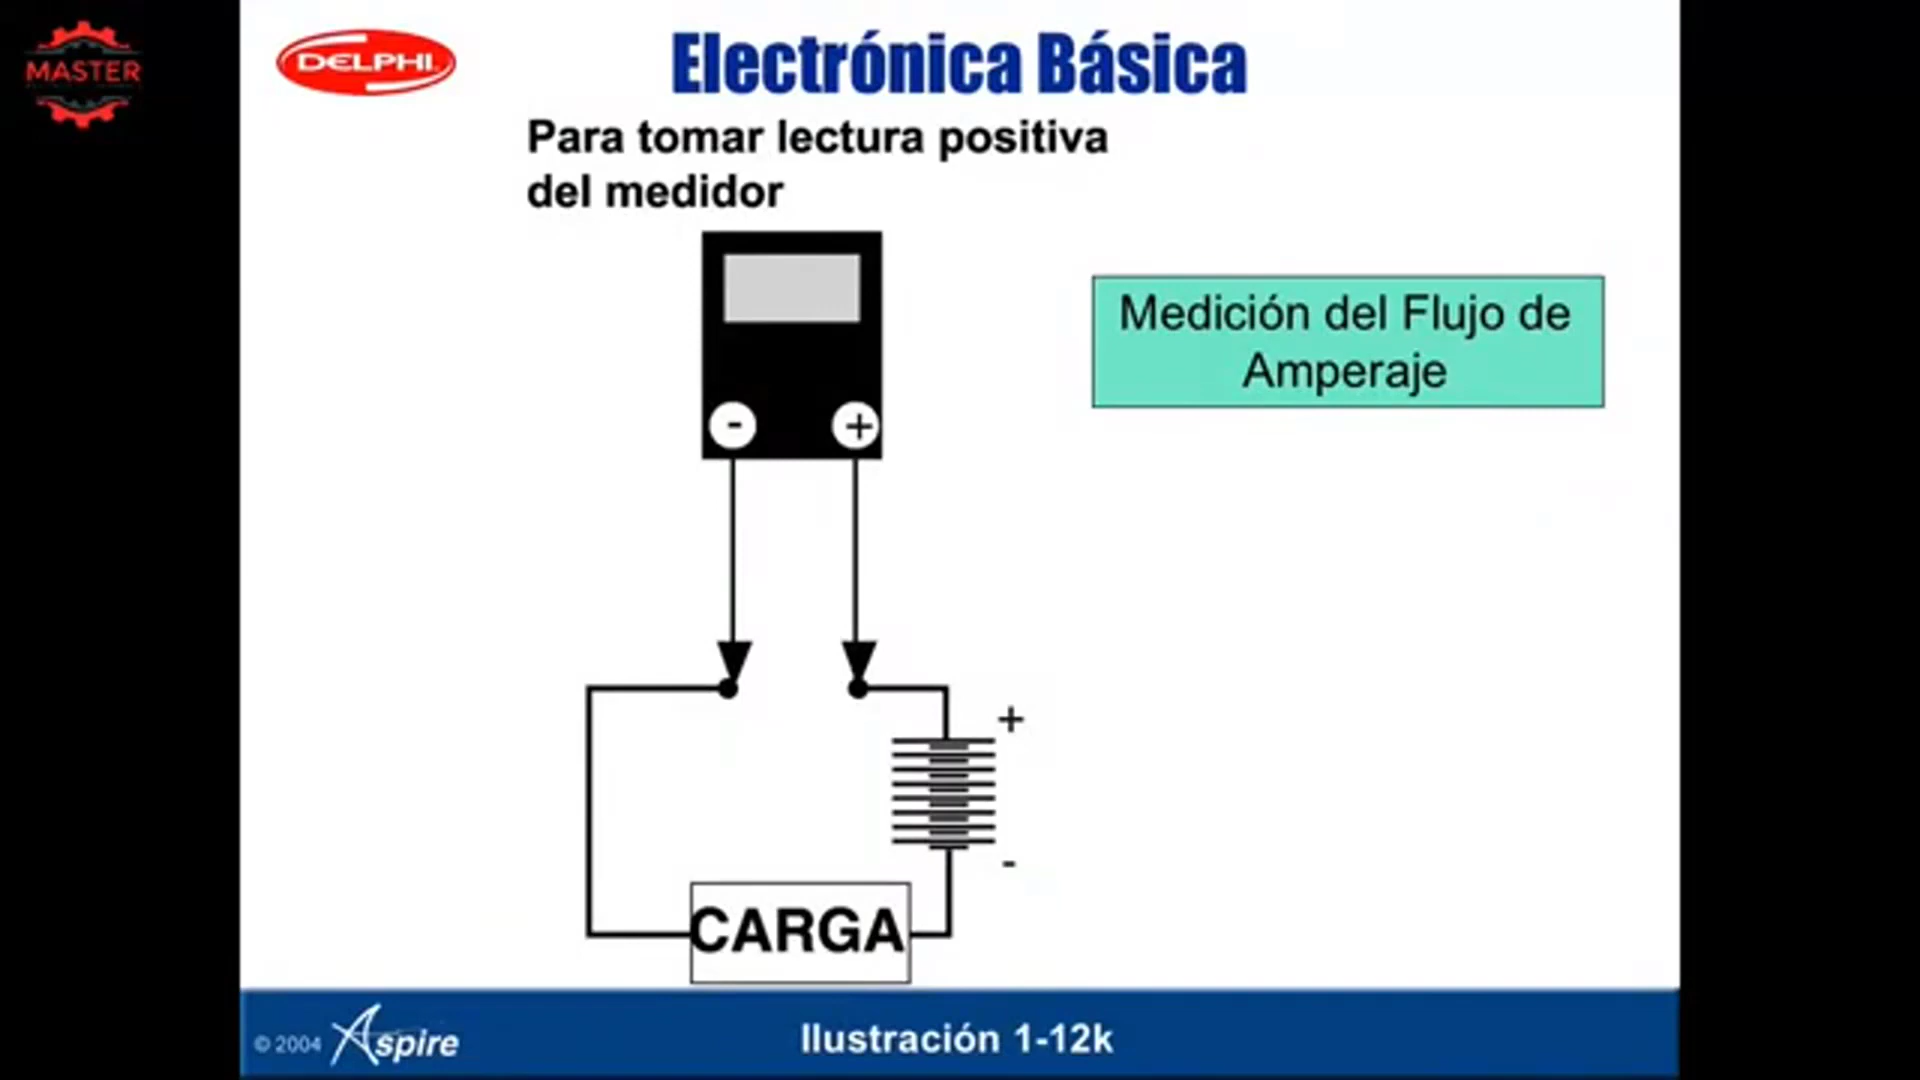 MASTER
DELPHI
Electrónica Básica
Para tomar lectura positiva
del medidor
Medición del Flujo de
Amperaje
- +
+
-
CARGA
© 2004 Aspire
Ilustración 1-12k